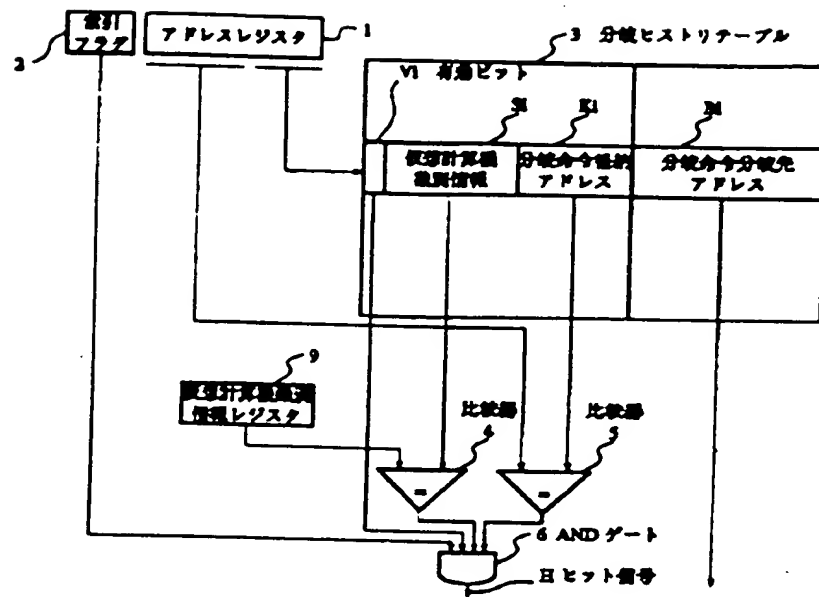 索引
フラグ
2
アドレスレジスタ
1
3 分岐ヒストリテーブル
V1 有効ビット
S1
K1
B1
仮想計算機
識別情報
分岐命令格納
アドレス
分岐命令分岐先
アドレス
9
仮想計算機識別
情報レジスタ
比較器
4
比較器
5
=
=
6 ANDゲート
H ヒット信号